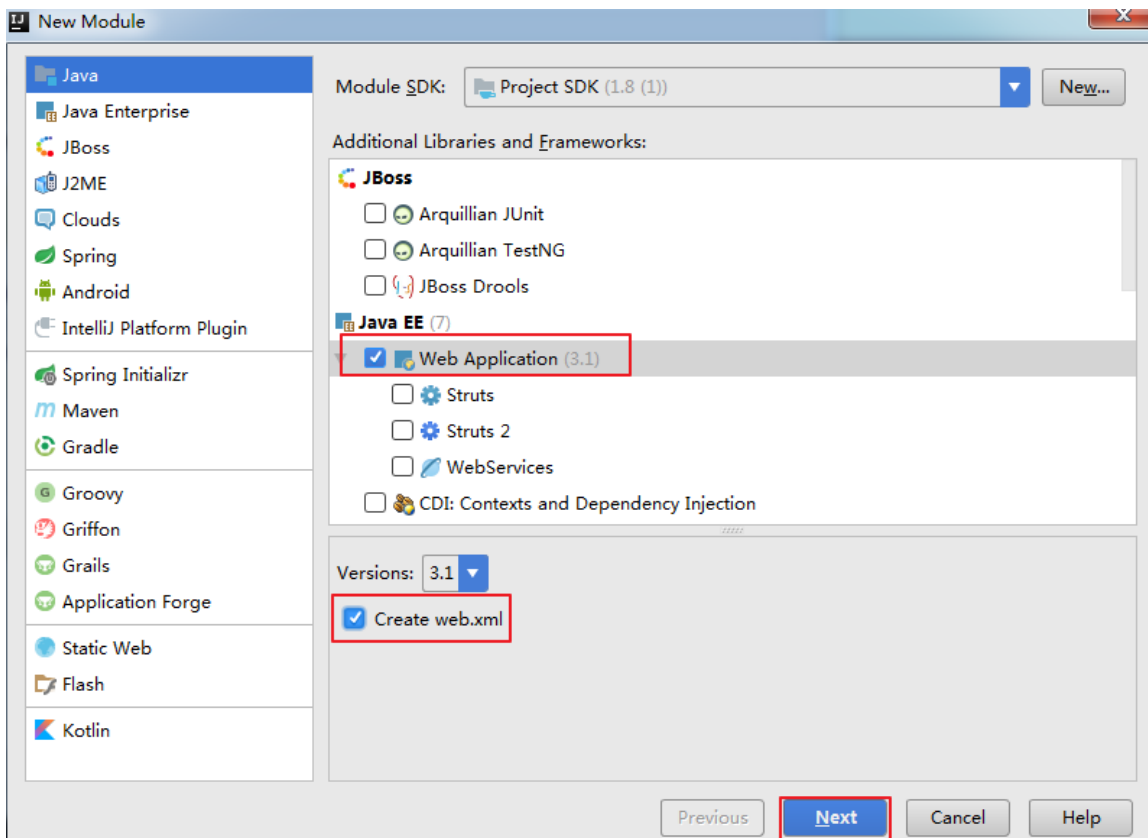 New Module
Java
Java Enterprise
JBoss
J2ME
Clouds
Spring
Android
IntelliJ Platform Plugin
Spring Initializr
Maven
Gradle
Groovy
Griffon
Grails
Application Forge
Static Web
Flash
Kotlin
Module SDK: Project SDK (1.8 (1)) New...
Additional Libraries and Frameworks:
JBoss
Arquillian JUnit
Arquillian TestNG
JBoss Drools
Java EE (7)
Web Application (3.1)
Struts
Struts 2
WebServices
CDI: Contexts and Dependency Injection
Versions: 3.1
Create web.xml
Previous Next Cancel Help